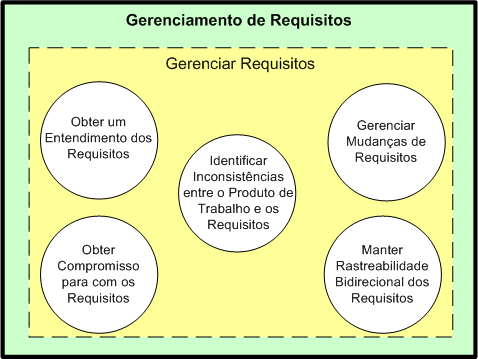 Gerenciamento de Requisitos
Gerenciar Requisitos
Obter um
Entendimento dos
Requisitos
Gerenciar
Mudanças de
Requisitos
Identificar
Inconsistências
entre o Produto de
Trabalho e os
Requisitos
Obter
Compromisso
para com os
Requisitos
Manter
Rastreabilidade
Bidirecional dos
Requisitos